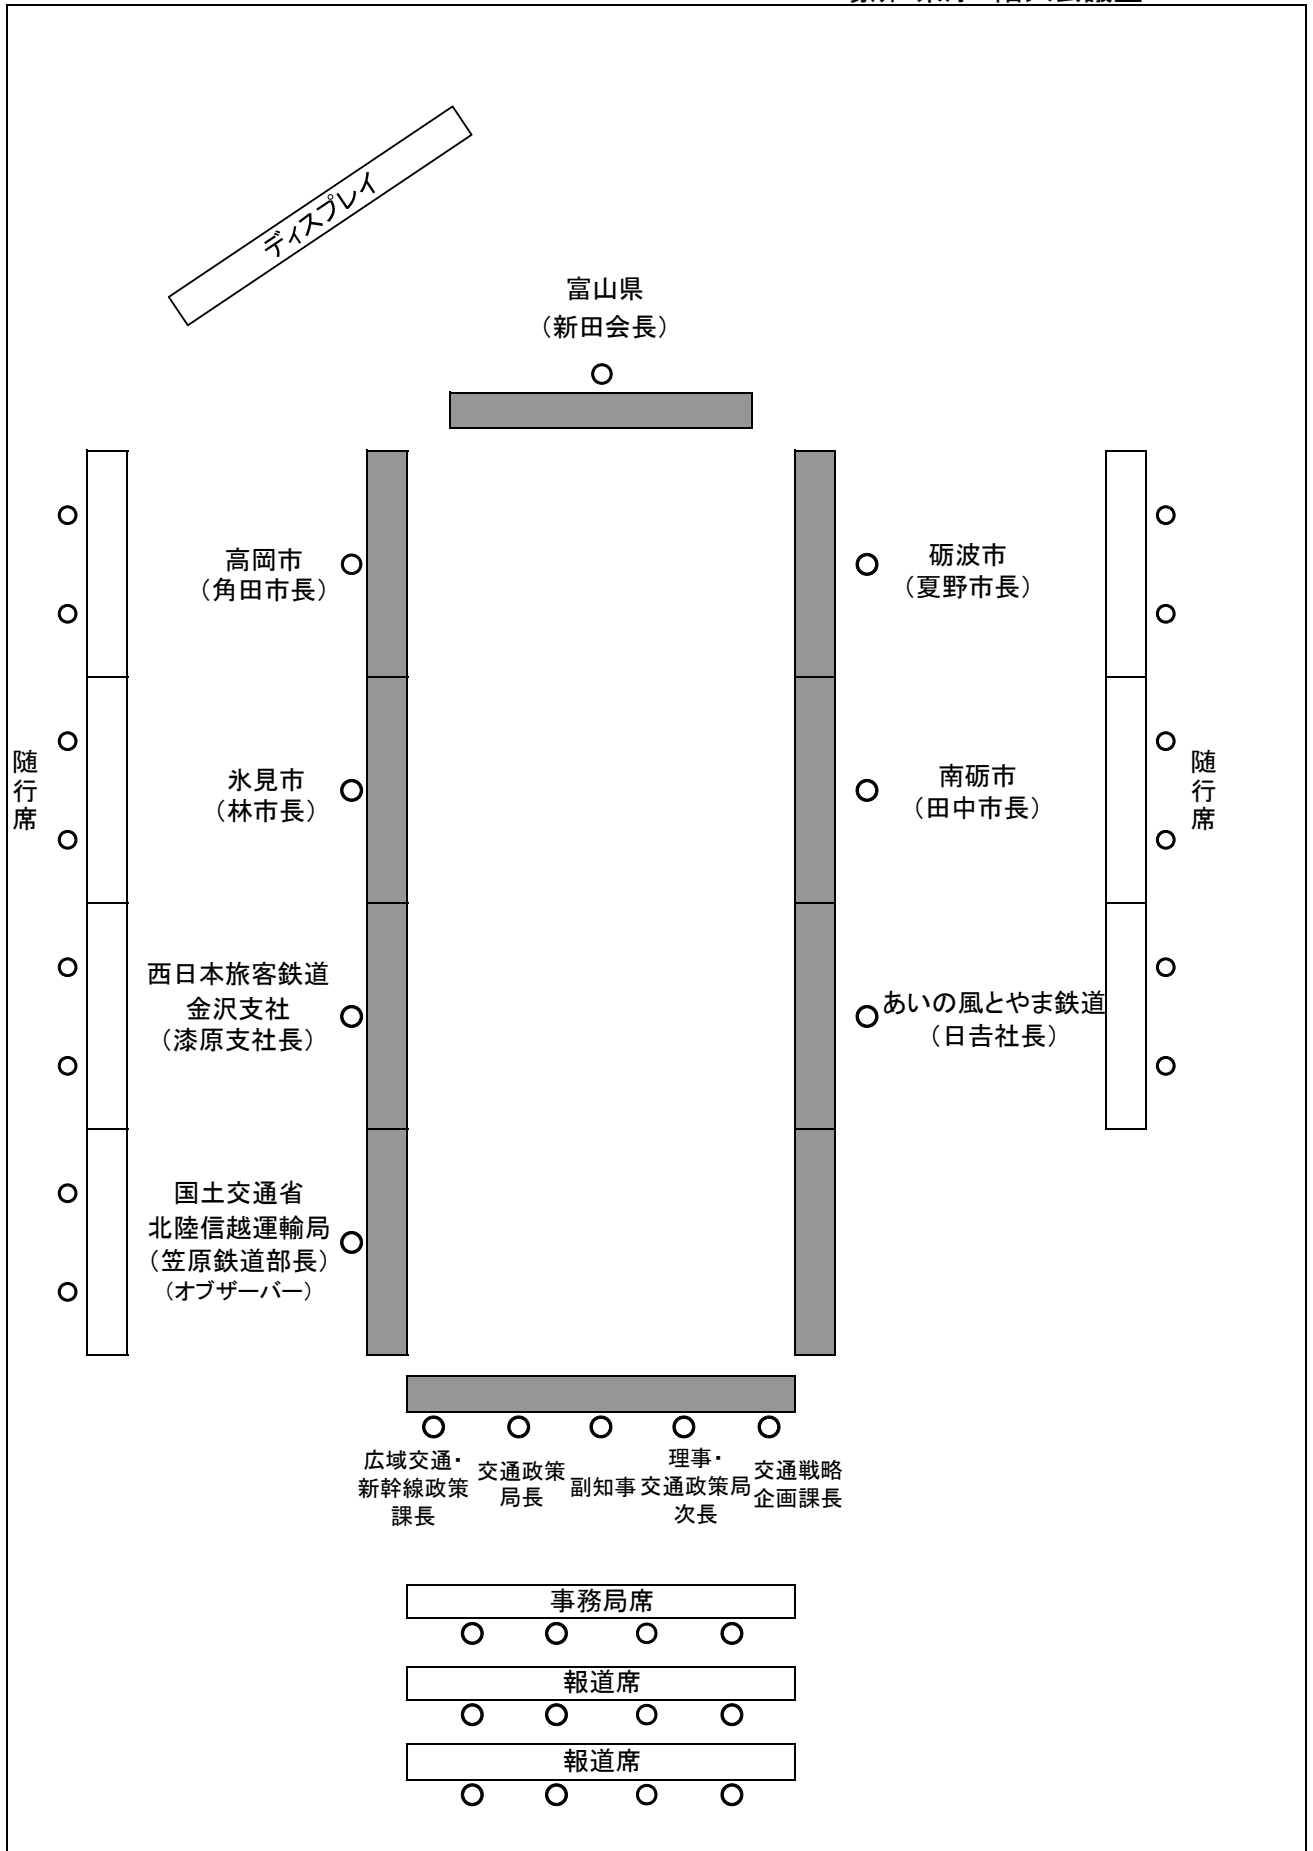 ディスプレイ
富山県
（新田会長）
高岡市
（角田市長）
砺波市
（夏野市長）
随行席
氷見市
（林市長）
南砺市
（田中市長）
随行席
西日本旅客鉄道
金沢支社
（漆原支社長）
あいの風とやま鉄道
（日吉社長）
国土交通省
北陸信越運輸局
（笠原鉄道部長）
（オブザーバー）
広域交通・
新幹線政策
課長
交通政策
局長
副知事
理事・
交通政策局
次長
交通戦略
企画課長
事務局席
報道席
報道席